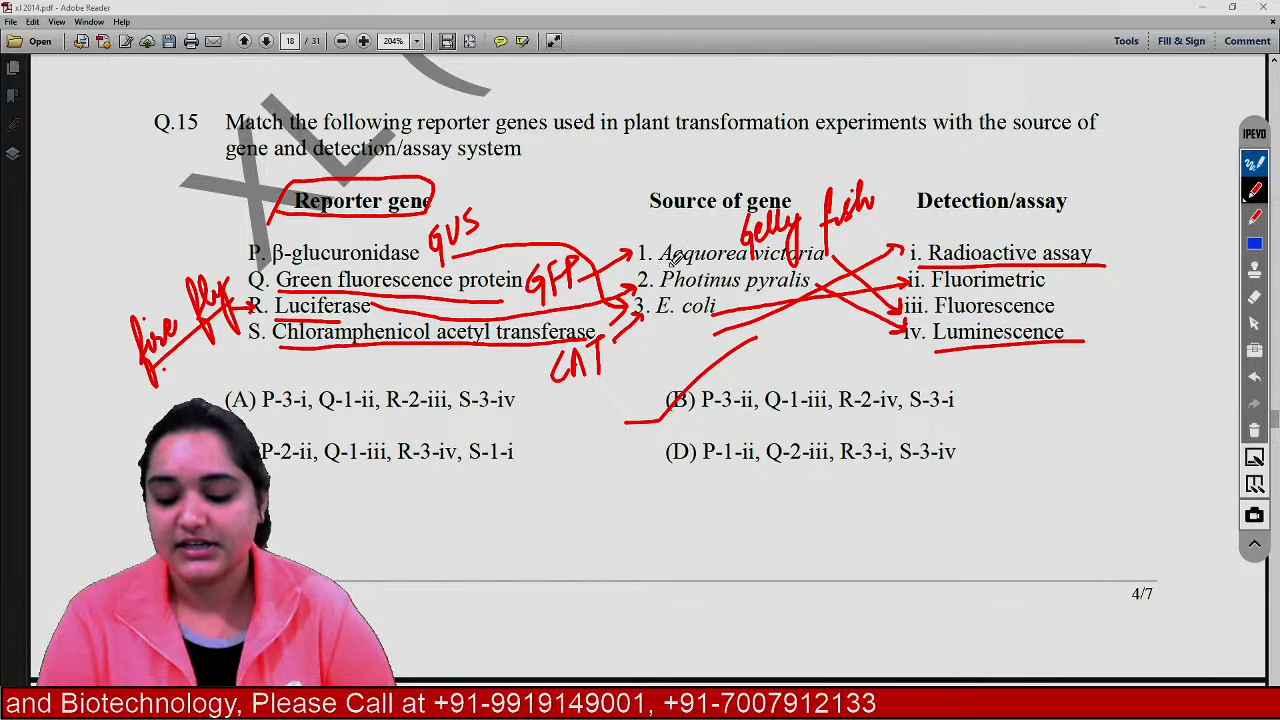 xl 2014.pdf - Adobe Reader
File Edit View Window Help
Open 18 / 31 204% Tools Fill & Sign Comment
XL (
Q.15 Match the following reporter genes used in plant transformation experiments with the source of
gene and detection/assay system
Reporter gene Source of gene Detection/assay
GUS Gelly fish
P. β-glucuronidase 1. Aequorea victoria i. Radioactive assay
Q. Green fluorescence protein GFP 2. Photinus pyralis ii. Fluorimetric
fire fly R. Luciferase 3. E. coli iii. Fluorescence
S. Chloramphenicol acetyl transferase iv. Luminescence
CAT
(A) P-3-i, Q-1-ii, R-2-iii, S-3-iv (B) P-3-ii, Q-1-iii, R-2-iv, S-3-i
P-2-ii, Q-1-iii, R-3-iv, S-1-i (D) P-1-ii, Q-2-iii, R-3-i, S-3-iv
4/7
IPEVO
and Biotechnology, Please Call at +91-9919149001, +91-7007912133